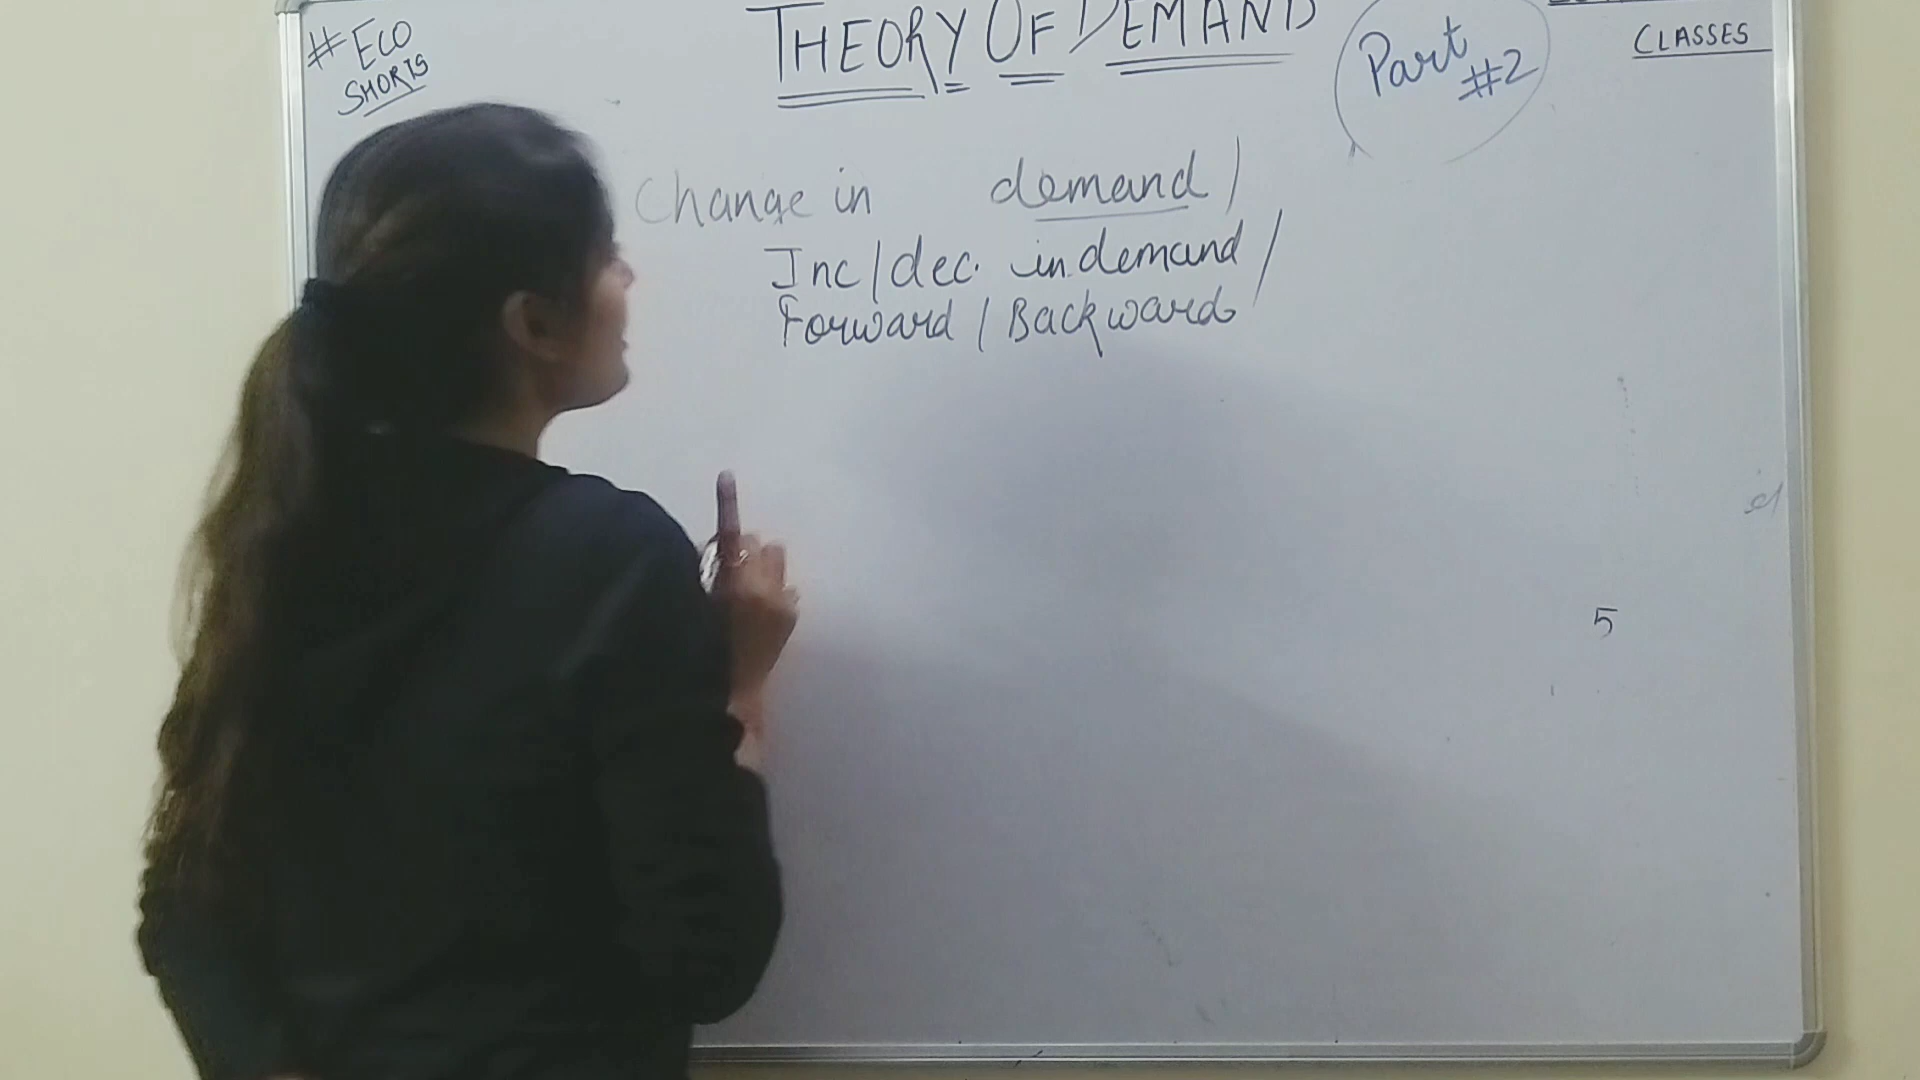 #ECO
SHORTS
THEORY OF DEMAND
Part
#2
CLASSES
Change in demand/
Inc/dec. in demand/
Forward/Backward
5